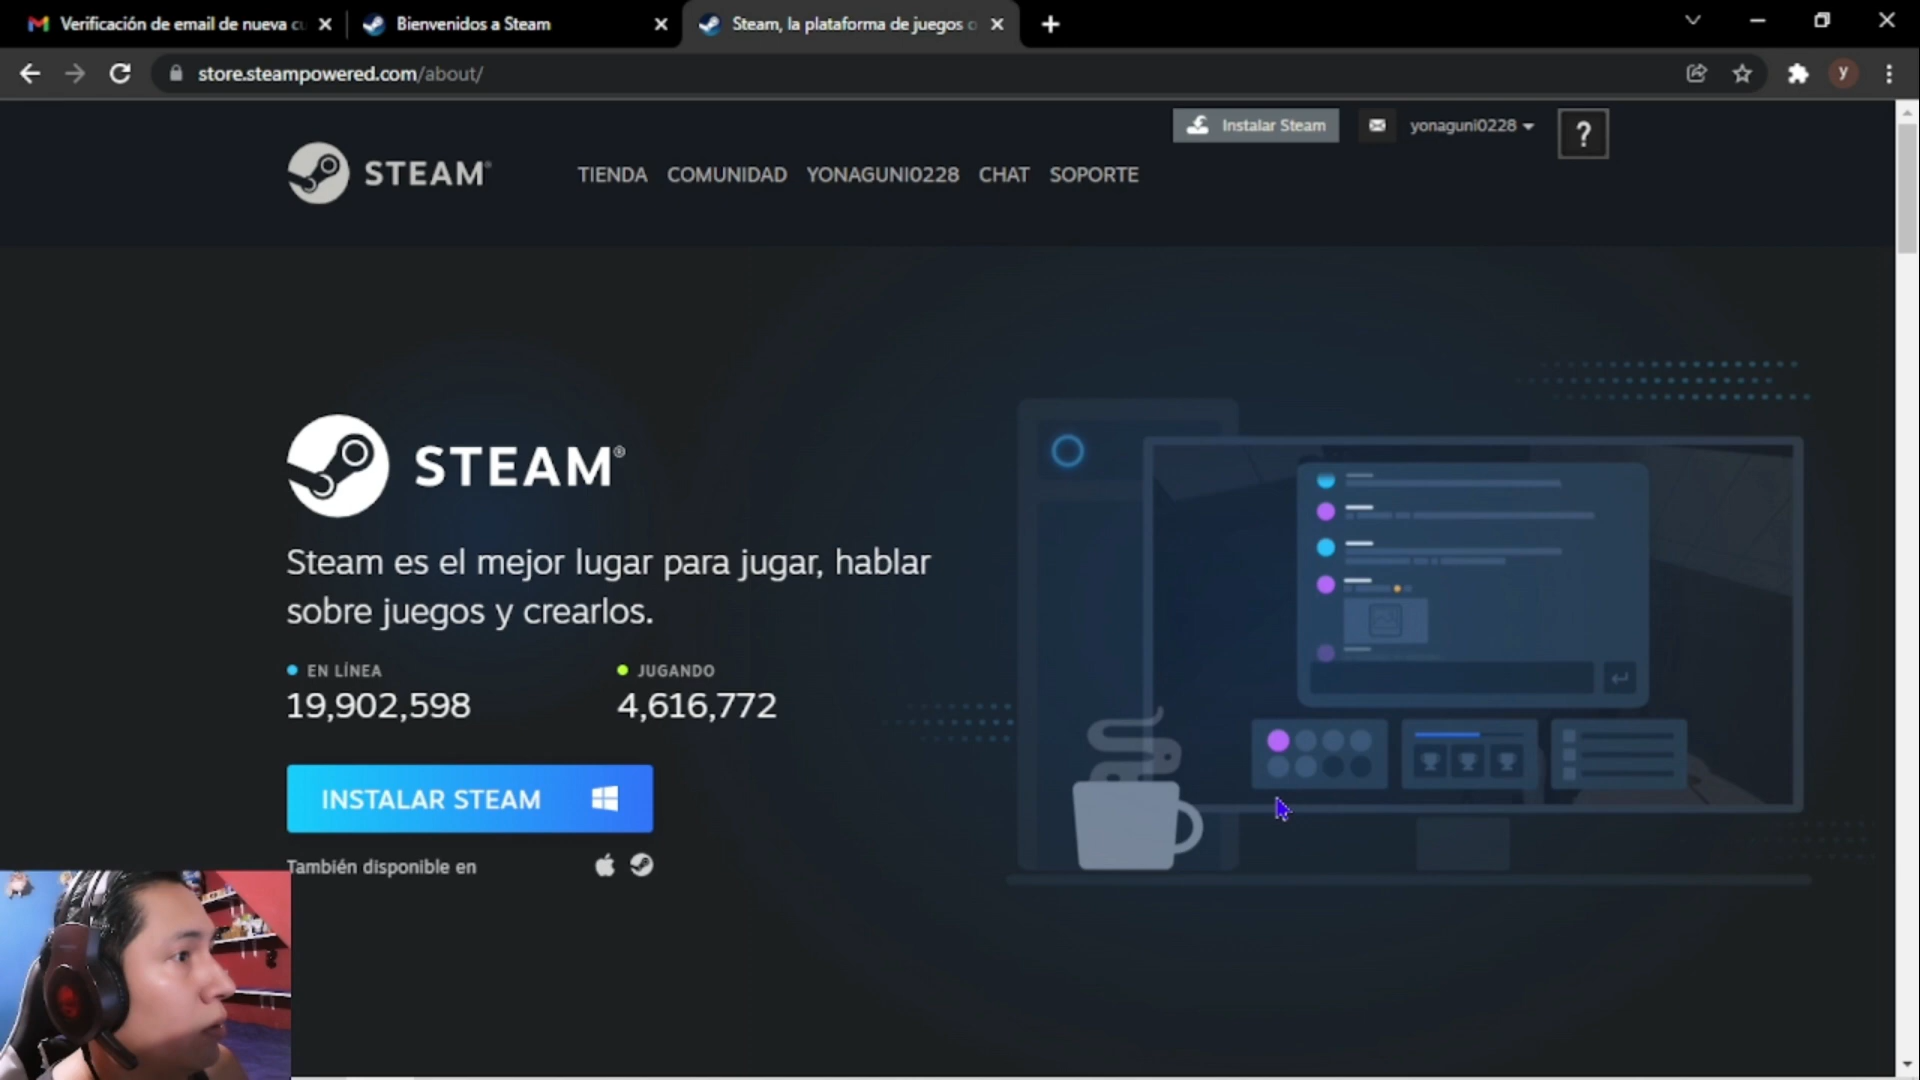 Verificación de email de nueva cu
Bienvenidos a Steam
Steam, la plataforma de juegos o
store.steampowered.com/about/
y
Instalar Steam
yonaguni0228
?
STEAM®
TIENDA
COMUNIDAD
YONAGUNI0228
CHAT
SOPORTE
STEAM®
Steam es el mejor lugar para jugar, hablar
sobre juegos y crearlos.
EN LÍNEA
JUGANDO
19,902,598
4,616,772
INSTALAR STEAM
También disponible en